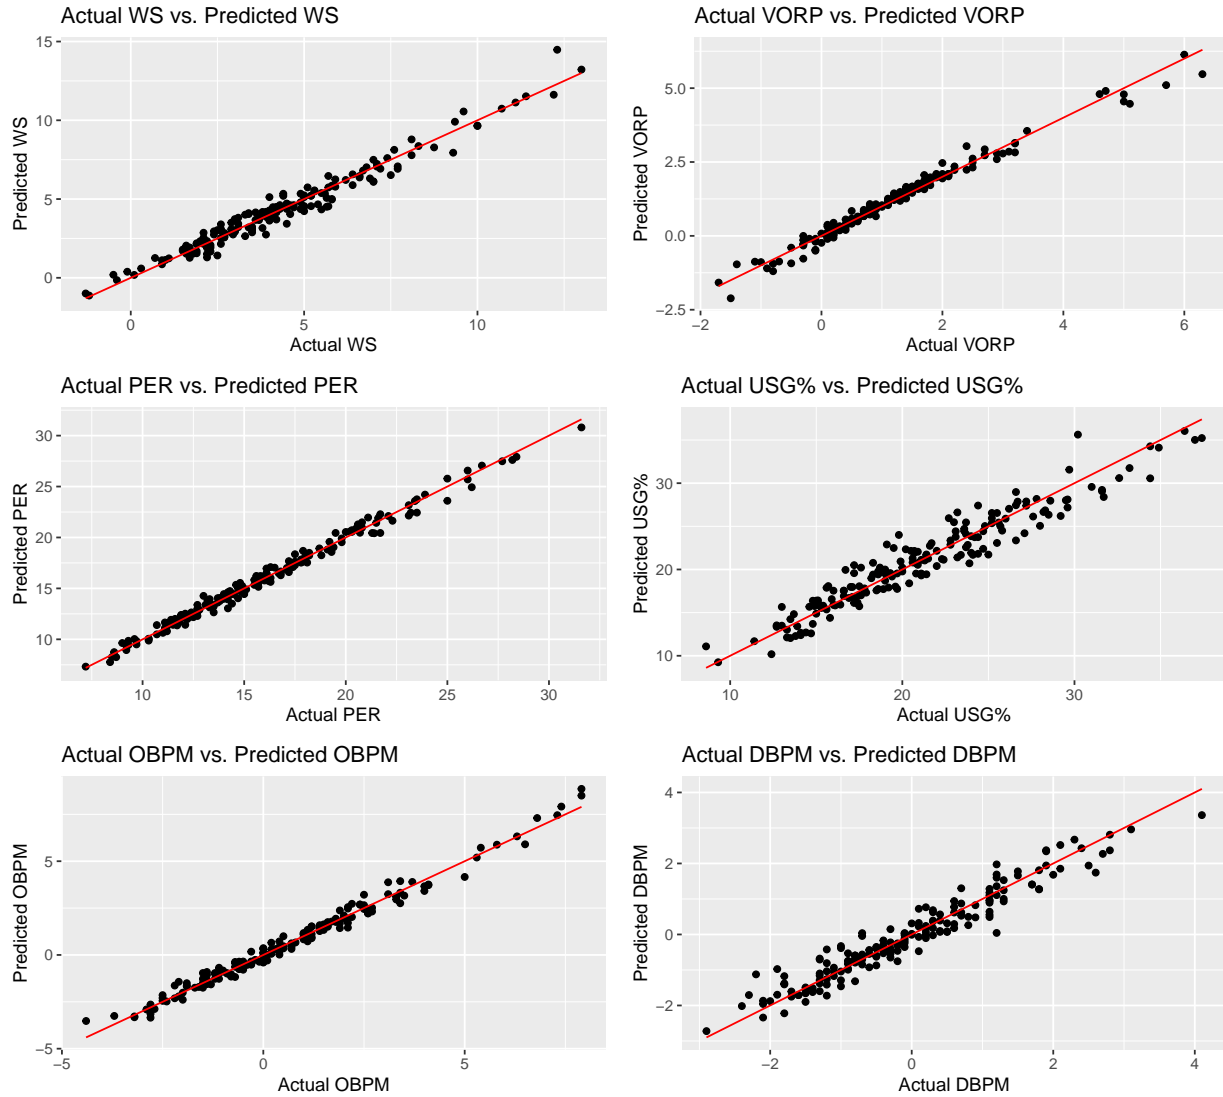 Actual WS vs. Predicted WS
15
10
5
0
Predicted WS
0
5
10
Actual WS
Actual VORP vs. Predicted VORP
5.0
2.5
0.0
−2.5
Predicted VORP
−2
0
2
4
6
Actual VORP
Actual PER vs. Predicted PER
30
25
20
15
10
Predicted PER
10
15
20
25
30
Actual PER
Actual USG% vs. Predicted USG%
30
20
10
Predicted USG%
10
20
30
Actual USG%
Actual OBPM vs. Predicted OBPM
5
0
−5
Predicted OBPM
−5
0
5
Actual OBPM
Actual DBPM vs. Predicted DBPM
4
2
0
−2
Predicted DBPM
−2
0
2
4
Actual DBPM